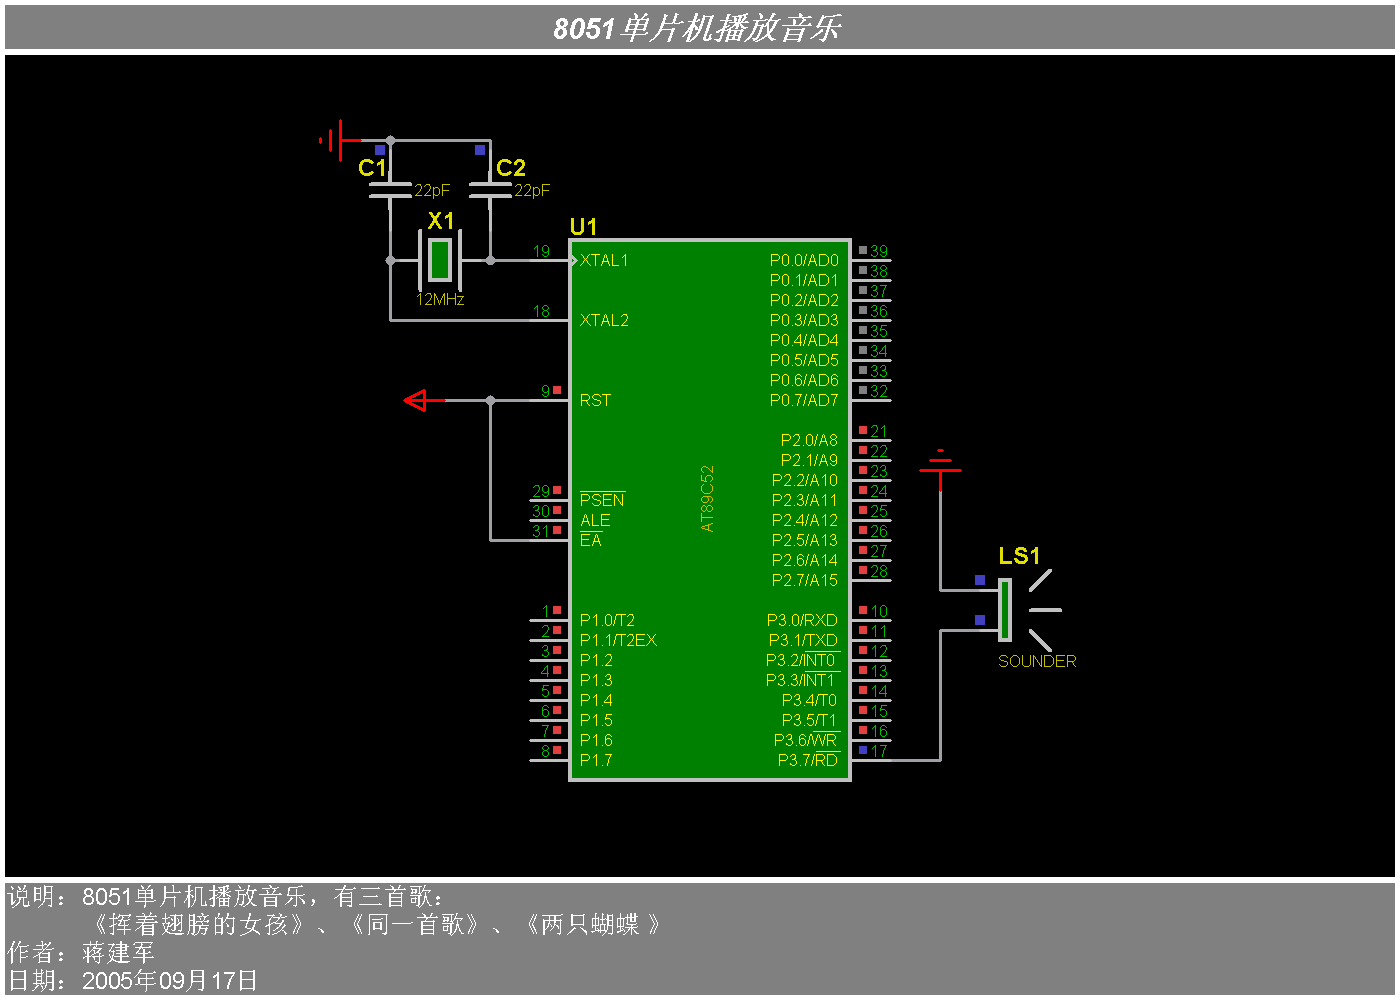 8051单片机播放音乐
C1
22pF
C2
22pF
X1
12MHz
U1
19 XTAL1
18 XTAL2
9 RST
29 PSEN
30 ALE
31 EA
1 P1.0/T2
2 P1.1/T2EX
3 P1.2
4 P1.3
5 P1.4
6 P1.5
7 P1.6
8 P1.7
AT89C52
P0.0/AD0 39
P0.1/AD1 38
P0.2/AD2 37
P0.3/AD3 36
P0.4/AD4 35
P0.5/AD5 34
P0.6/AD6 33
P0.7/AD7 32
P2.0/A8 21
P2.1/A9 22
P2.2/A10 23
P2.3/A11 24
P2.4/A12 25
P2.5/A13 26
P2.6/A14 27
P2.7/A15 28
P3.0/RXD 10
P3.1/TXD 11
P3.2/INT0 12
P3.3/INT1 13
P3.4/T0 14
P3.5/T1 15
P3.6/WR 16
P3.7/RD 17
LS1
SOUNDER
说明：8051单片机播放音乐，有三首歌：
《挥着翅膀的女孩》、《同一首歌》、《两只蝴蝶 》
作者：蒋建军
日期：2005年09月17日